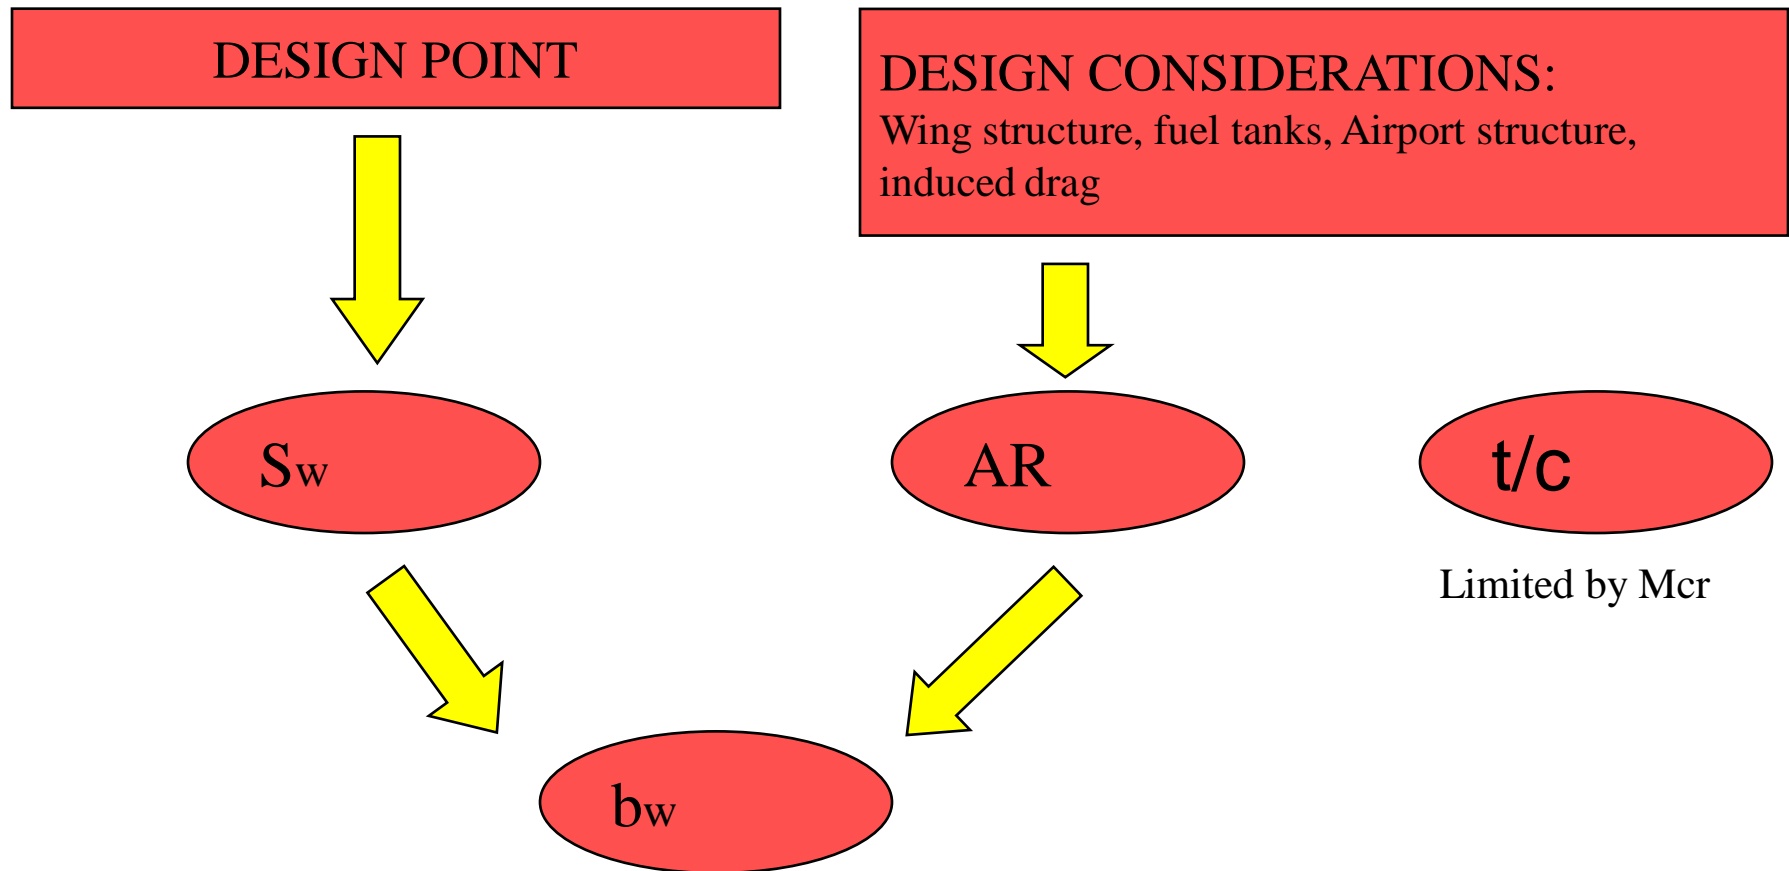 DESIGN POINT
DESIGN CONSIDERATIONS:
Wing structure, fuel tanks, Airport structure,
induced drag
Sw
AR
t/c
Limited by Mcr
bw